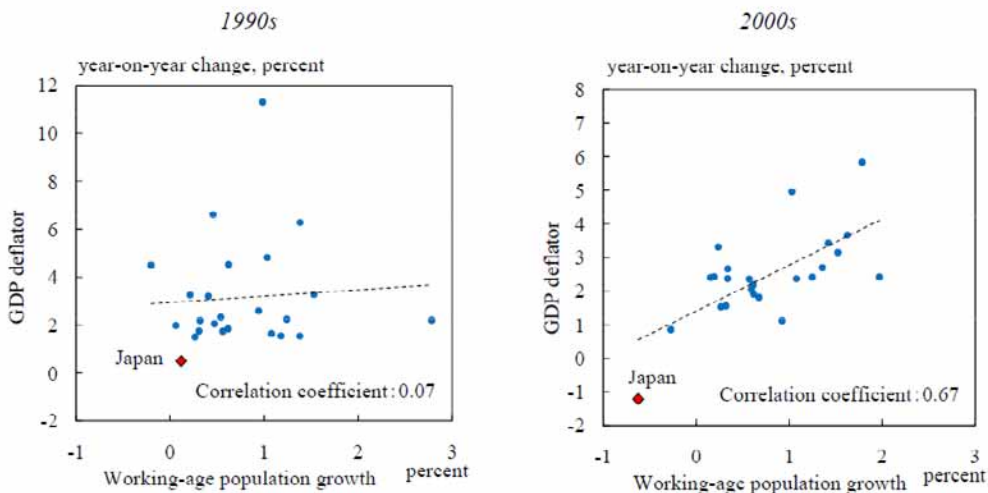 1990s
year-on-year change, percent
12
10
8
6
4
2
0
-2
GDP deflator
Japan
Correlation coefficient: 0.07
-1
0
1
2
3
Working-age population growth
percent
2000s
year-on-year change, percent
8
7
6
5
4
3
2
1
0
-1
-2
GDP deflator
Japan
Correlation coefficient: 0.67
-1
0
1
2
3
Working-age population growth
percent